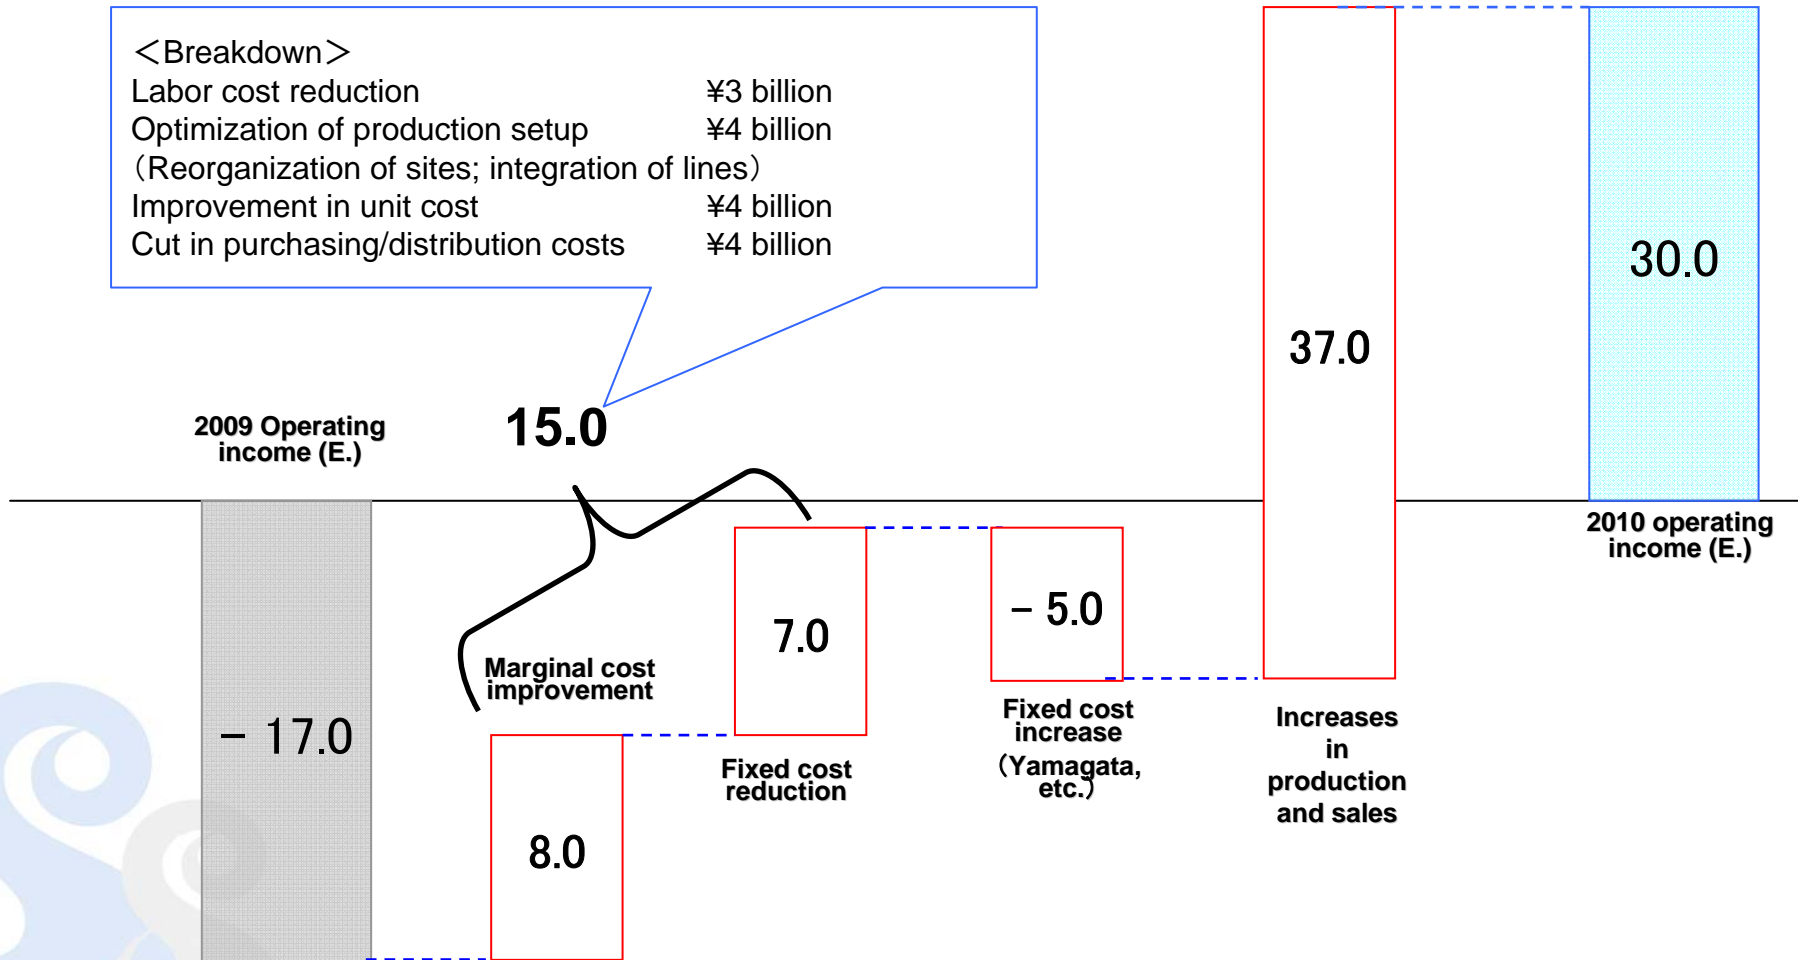 ＜Breakdown＞
Labor cost reduction ¥3 billion
Optimization of production setup ¥4 billion
（Reorganization of sites; integration of lines）
Improvement in unit cost ¥4 billion
Cut in purchasing/distribution costs ¥4 billion
30.0
37.0
2009 Operating
income (E.)
15.0
2010 operating
income (E.)
－17.0
Marginal cost
improvement
8.0
7.0
Fixed cost
reduction
－5.0
Fixed cost
increase
（Yamagata,
etc.）
Increases
in
production
and sales